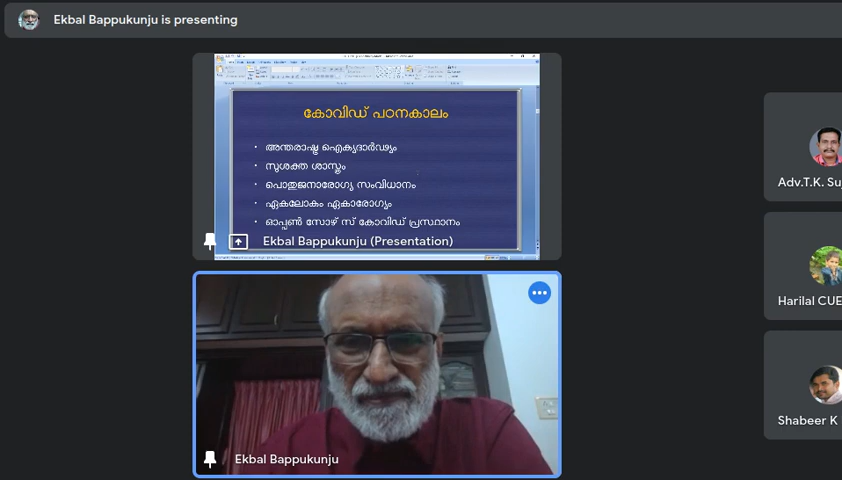 Ekbal Bappukunju is presenting
കോവിഡ് പഠനകാലം
• അന്തരാഷ്ട്ര ഐക്യദാർഢ്യം
• സുശക്ത ശാസ്ത്രം
• പൊതുജനാരോഗ്യ സംവിധാനം
• ഏകലോകം ഏകാരോഗ്യം
• ഓപ്പൺ സോഴ് സ് കോവിഡ് പ്രസ്ഥാനം
Ekbal Bappukunju (Presentation)
Adv.T.K. Su
Harilal CUE
Shabeer K
Ekbal Bappukunju